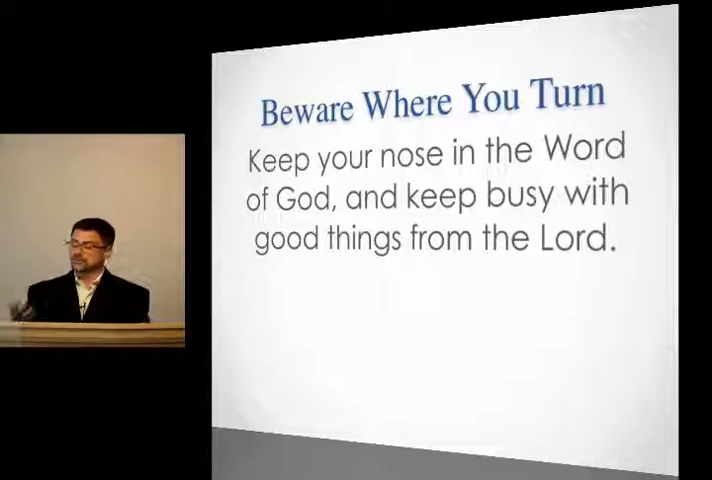 Beware Where You Turn
Keep your nose in the Word
of God, and keep busy with
good things from the Lord.